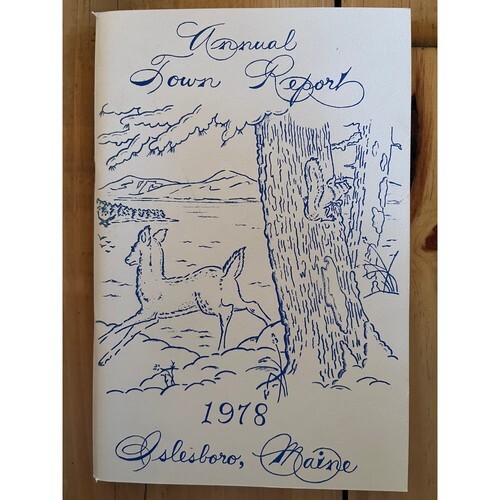 Annual
Town Report
1978
Islesboro, Maine